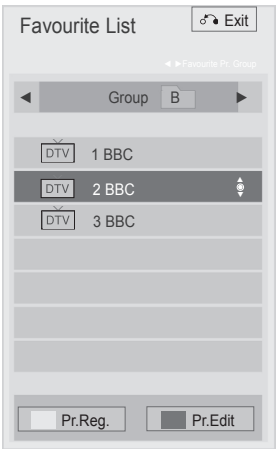 Favourite List
Exit
◄ ►Favourite Pr. Group
◄ Group B ►
DTV 1 BBC
DTV 2 BBC
DTV 3 BBC
Pr.Reg. Pr.Edit